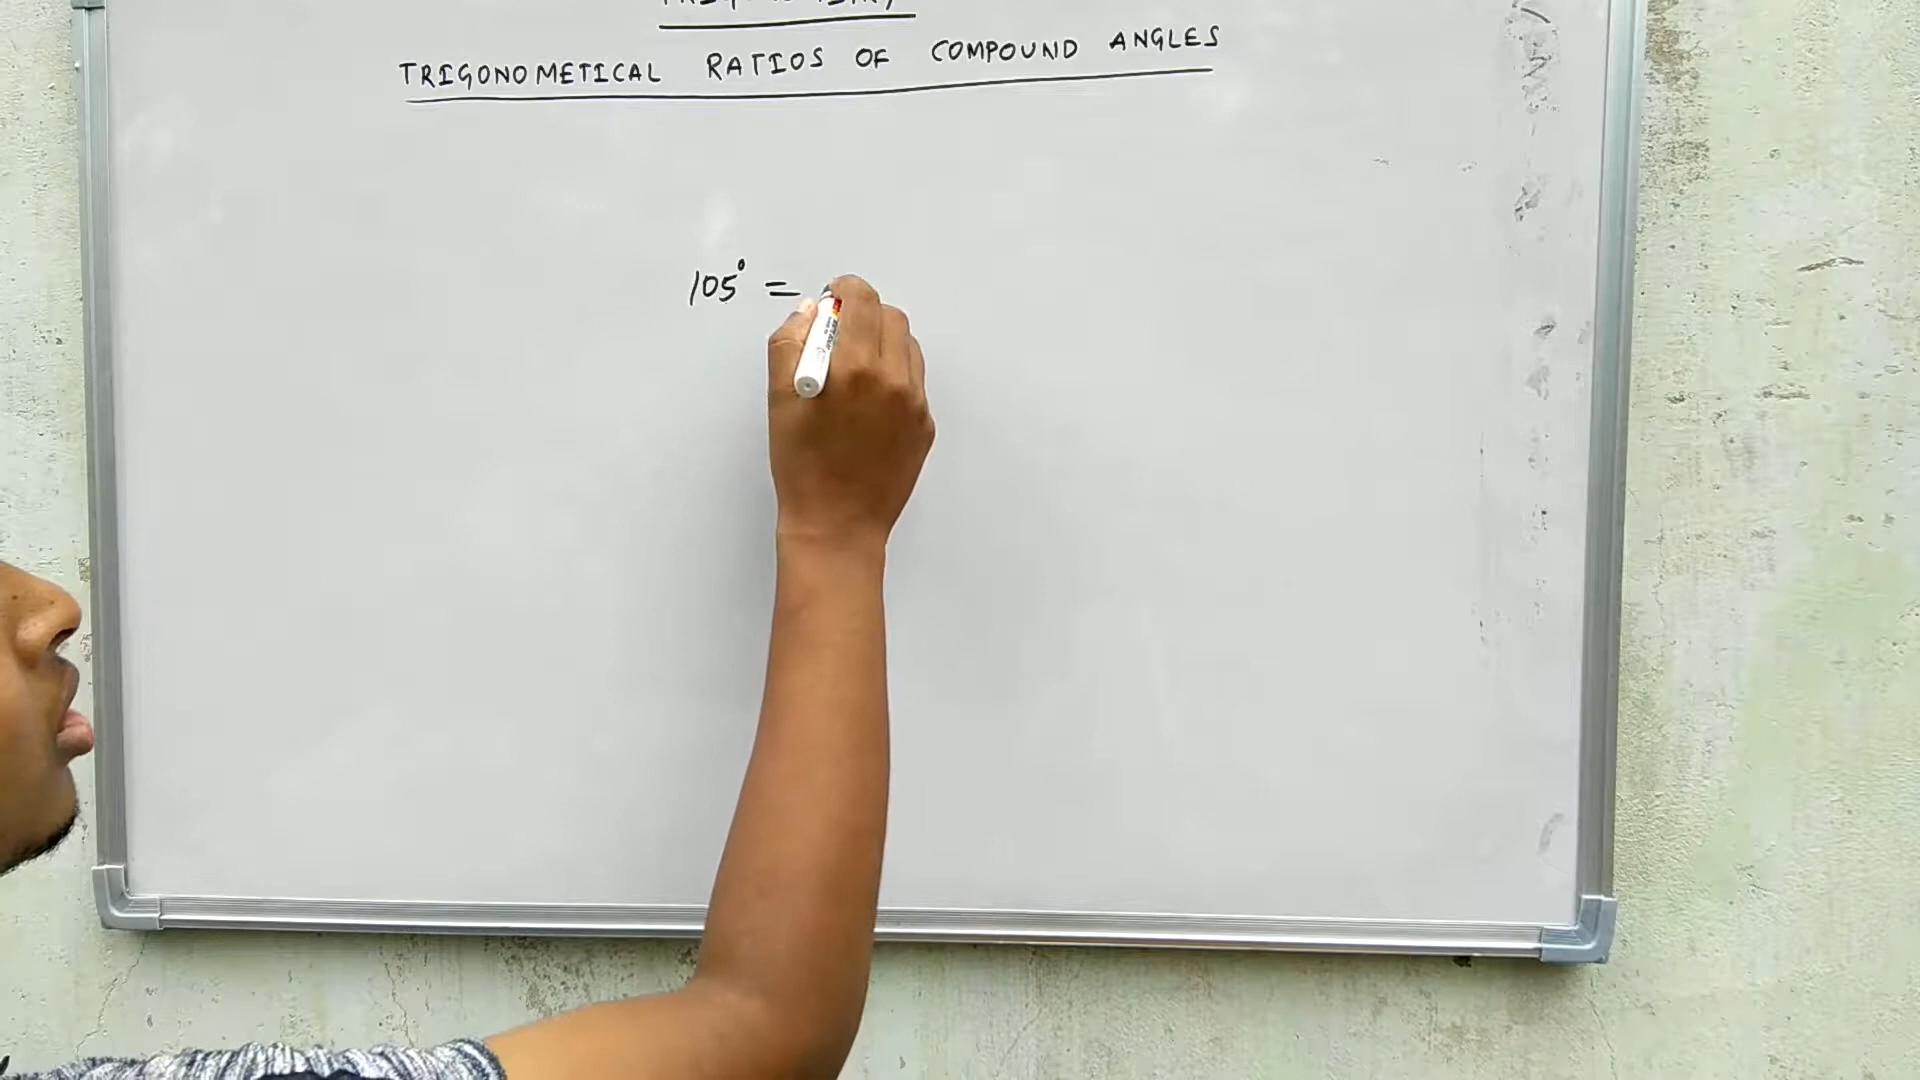 TRIGONOMETICAL RATIOS OF COMPOUND ANGLES
105° =